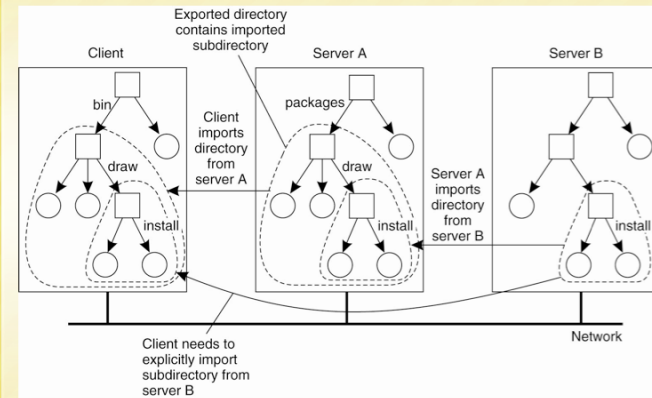 Exported directory
contains imported
subdirectory
Client
Server A
Server B
bin
packages
Client
imports
directory
from
server A
draw
draw
Server A
imports
directory
from
server B
install
install
install
Network
Client needs to
explicitly import
subdirectory from
server B